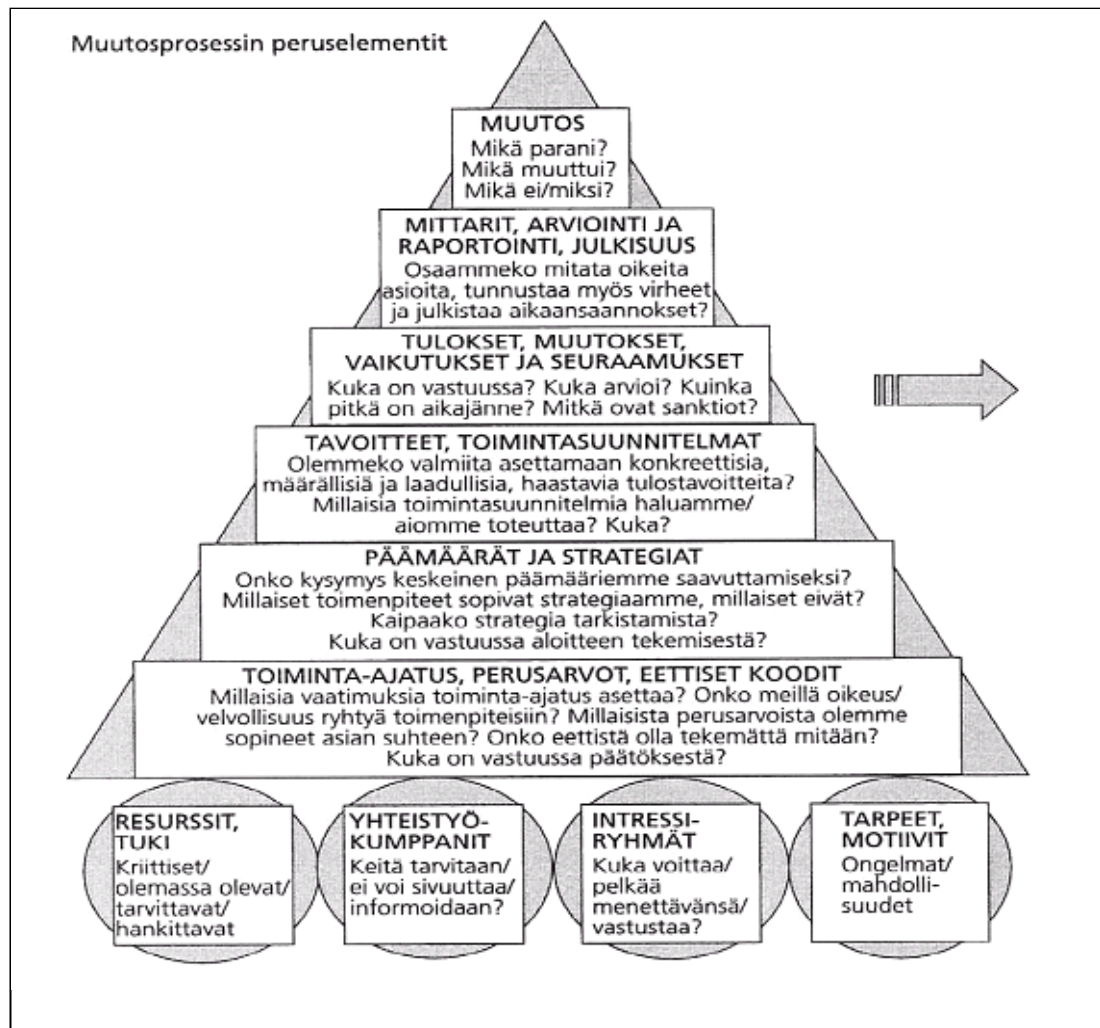 Muutosprosessin peruselementit
MUUTOS
Mikä parani?
Mikä muuttui?
Mikä ei/miksi?
MITTARIT, ARVIOINTI JA
RAPORTOINTI, JULKISUUS
Osaammeko mitata oikeita
asioita, tunnustaa myös virheet
ja julkistaa aikaansaannokset?
TULOKSET, MUUTOKSET,
VAIKUTUKSET JA SEURAAMUKSET
Kuka on vastuussa? Kuka arvioi? Kuinka
pitkä on aikajänne? Mitkä ovat sanktiot?
TAVOITTEET, TOIMINTASUUNNITELMAT
Olemmeko valmiita asettamaan konkreettisia,
määrällisiä ja laadullisia, haastavia tulostavoitteita?
Millaisia toimintasuunnitelmia haluamme/
aiomme toteuttaa? Kuka?
PÄÄMÄÄRÄT JA STRATEGIAT
Onko kysymys keskeinen päämääriemme saavuttamiseksi?
Millaiset toimenpiteet sopivat strategiaamme, millaiset eivät?
Kaipaako strategia tarkistamista?
Kuka on vastuussa aloitteen tekemisestä?
TOIMINTA-AJATUS, PERUSARVOT, EETTISET KOODIT
Millaisia vaatimuksia toiminta-ajatus asettaa? Onko meillä oikeus/
velvollisuus ryhtyä toimenpiteisiin? Millaisista perusarvoista olemme
sopineet asian suhteen? Onko eettistä olla tekemättä mitään?
Kuka on vastuussa päätöksestä?
RESURSSIT,
TUKI
Kriittiset/
olemassa olevat/
tarvittavat/
hankittavat
YHTEISTYÖ-
KUMPPANIT
Keitä tarvitaan/
ei voi sivuuttaa/
informoidaan?
INTRESSI-
RYHMÄT
Kuka voittaa/
pelkää
menettävänsä/
vastustaa?
TARPEET,
MOTIIVIT
Ongelmat/
mahdolli-
suudet